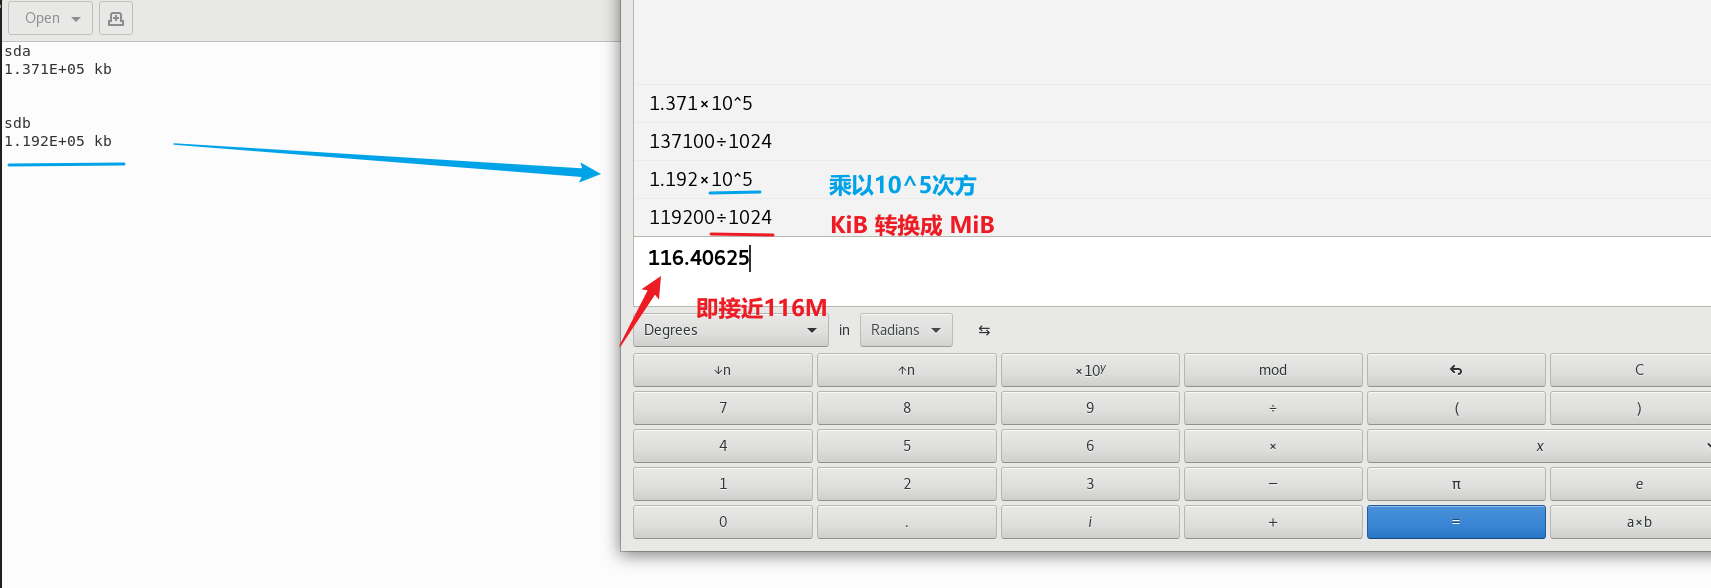 Open
sda
1.371E+05 kb
sdb
1.192E+05 kb
1.371×10^5
137100÷1024
1.192×10^5
乘以10^5次方
119200÷1024
KiB 转换成 MiB
116.40625
即接近116M
Degrees in Radians ⇆
↓n ↑n ×10ʸ mod C
7 8 9 ÷ ( )
4 5 6 × x
1 2 3 − π e
0 . i + = a×b